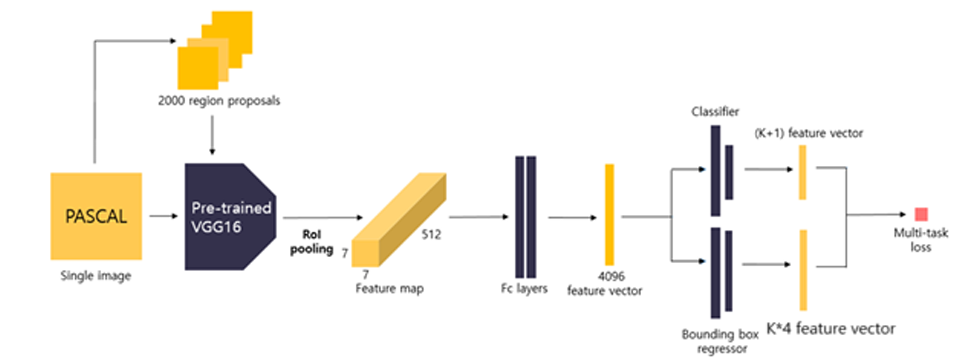 2000 region proposals
PASCAL
Single image
Pre-trained
VGG16
RoI
pooling
7
7
512
Feature map
Fc layers
4096
feature vector
Classifier
(K+1) feature vector
Bounding box
regressor
K*4 feature vector
Multi-task
loss